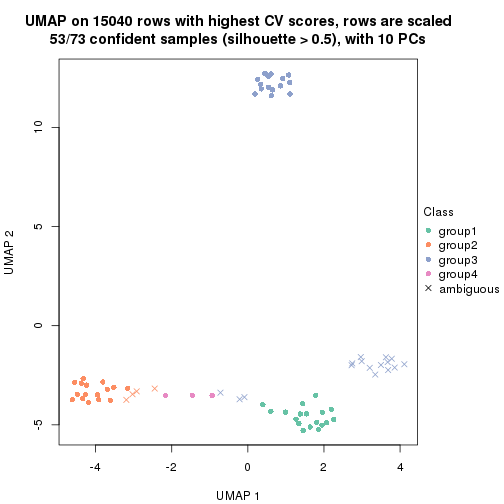 UMAP on 15040 rows with highest CV scores, rows are scaled
53/73 confident samples (silhouette > 0.5), with 10 PCs
10
5
0
-5
UMAP 2
-4
-2
0
2
4
UMAP 1
Class
group1
group2
group3
group4
ambiguous